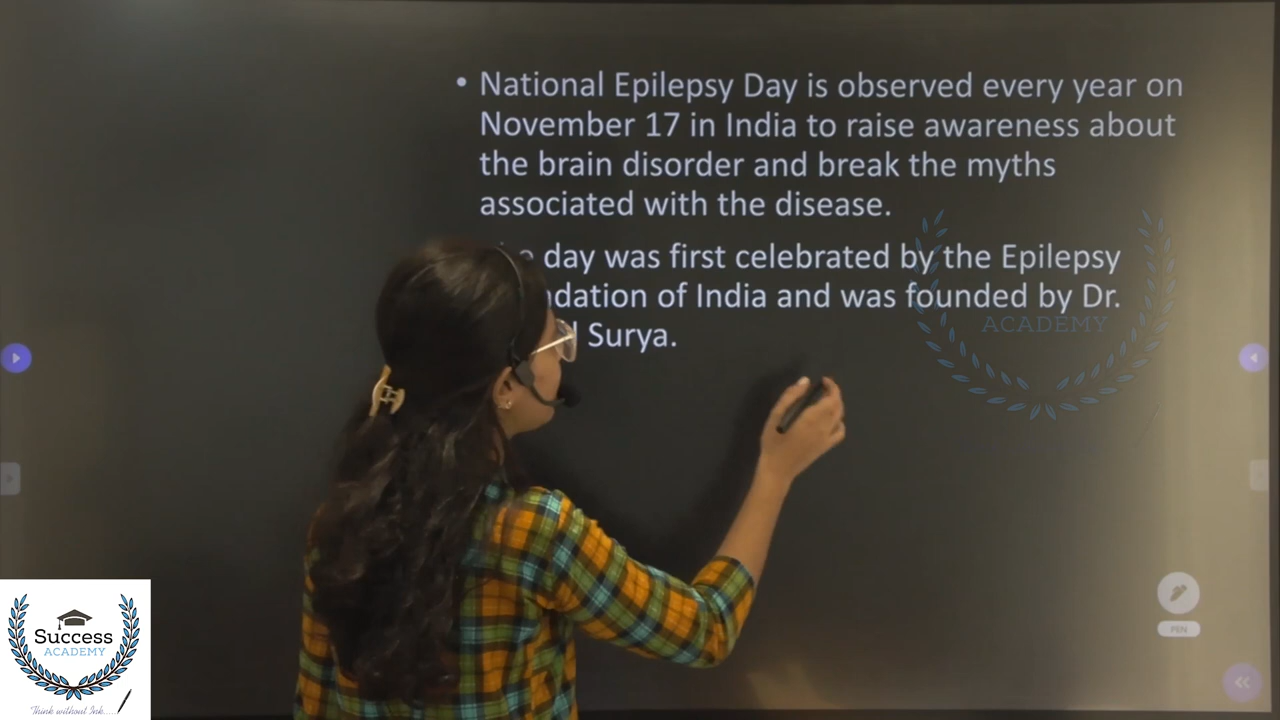 • National Epilepsy Day is observed every year on
November 17 in India to raise awareness about
the brain disorder and break the myths
associated with the disease.
day was first celebrated by the Epilepsy
dation of India and was founded by Dr.
Surya.
ACADEMY
PEN
Success
ACADEMY
Think without Ink....